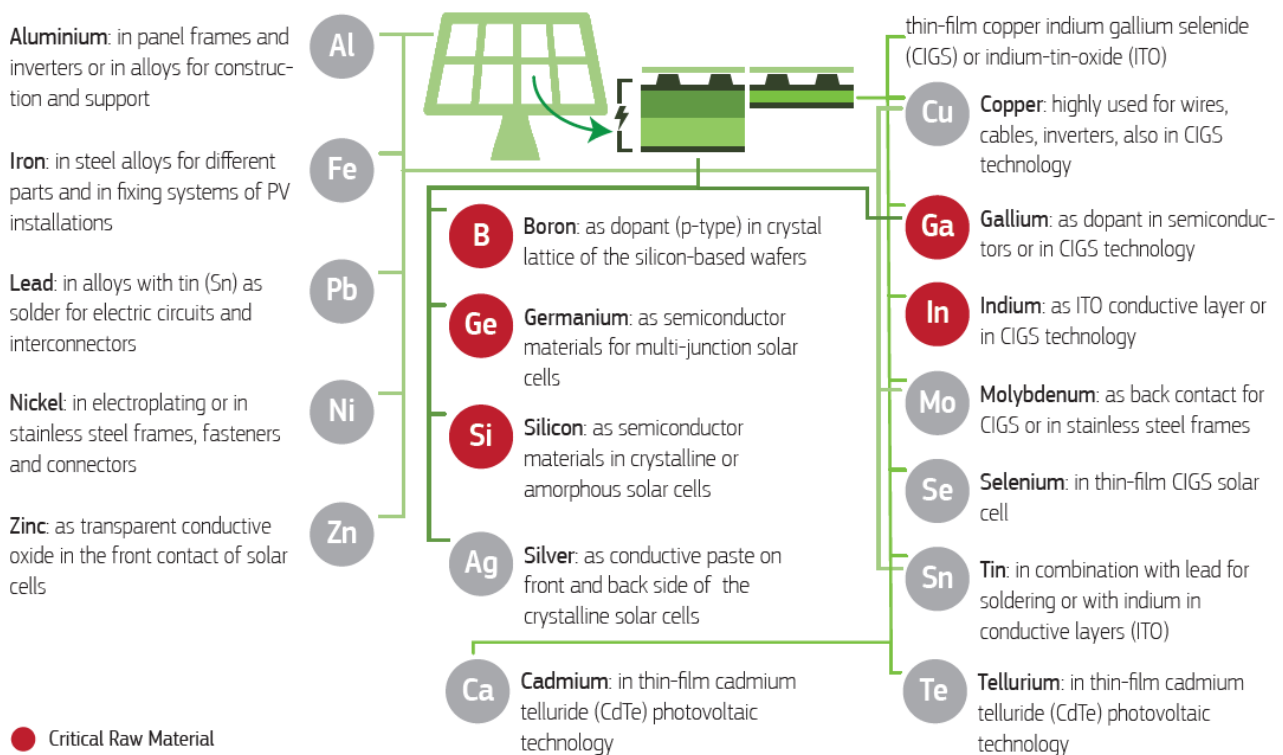 Al
Aluminium: in panel frames and
inverters or in alloys for construc-
tion and support
Fe
Iron: in steel alloys for different
parts and in fixing systems of PV
installations
Pb
Lead: in alloys with tin (Sn) as
solder for electric circuits and
interconnectors
Ni
Nickel: in electroplating or in
stainless steel frames, fasteners
and connectors
Zn
Zinc: as transparent conductive
oxide in the front contact of solar
cells
B
Boron: as dopant (p-type) in crystal
lattice of the silicon-based wafers
Ge
Germanium: as semiconductor
materials for multi-junction solar
cells
Si
Silicon: as semiconductor
materials in crystalline or
amorphous solar cells
Ag
Silver: as conductive paste on
front and back side of the
crystalline solar cells
Ca
Cadmium: in thin-film cadmium
telluride (CdTe) photovoltaic
technology
thin-film copper indium gallium selenide
(CIGS) or indium-tin-oxide (ITO)
Cu
Copper: highly used for wires,
cables, inverters, also in CIGS
technology
Ga
Gallium: as dopant in semiconduc-
tors or in CIGS technology
In
Indium: as ITO conductive layer or
in CIGS technology
Mo
Molybdenum: as back contact for
CIGS or in stainless steel frames
Se
Selenium: in thin-film CIGS solar
cell
Sn
Tin: in combination with lead for
soldering or with indium in
conductive layers (ITO)
Te
Tellurium: in thin-film cadmium
telluride (CdTe) photovoltaic
technology
Critical Raw Material